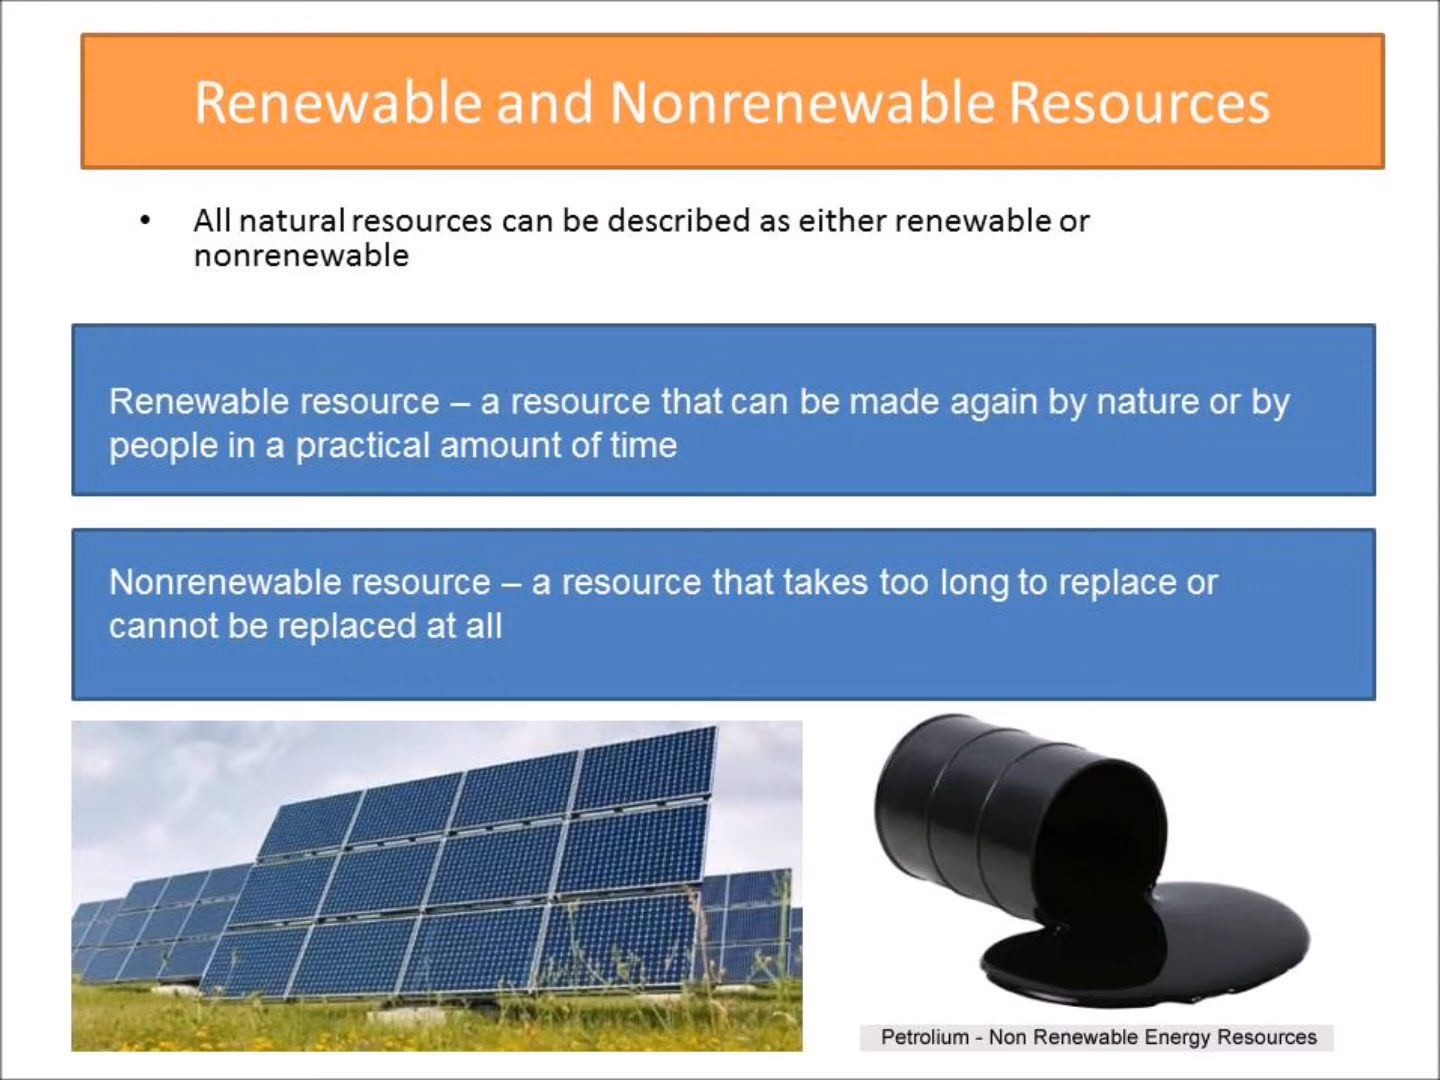 Renewable and Nonrenewable Resources
• All natural resources can be described as either renewable or
nonrenewable
Renewable resource – a resource that can be made again by nature or by
people in a practical amount of time
Nonrenewable resource – a resource that takes too long to replace or
cannot be replaced at all
Petrolium - Non Renewable Energy Resources